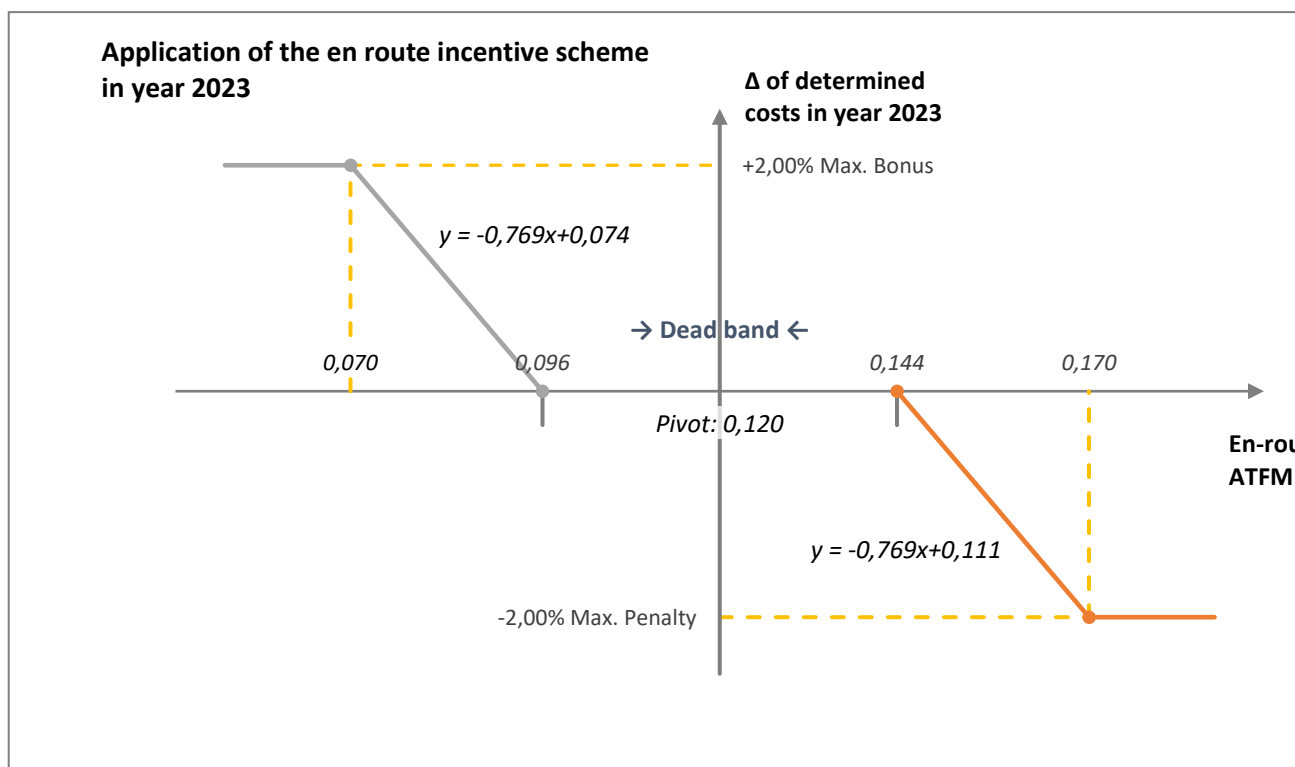 Application of the en route incentive scheme
in year 2023
Δ of determined
costs in year 2023
+2,00% Max. Bonus
y = -0,769x+0,074
→ Dead band ←
0,070
0,096
0,144
0,170
Pivot: 0,120
ATFM
y = -0,769x+0,111
-2,00% Max. Penalty